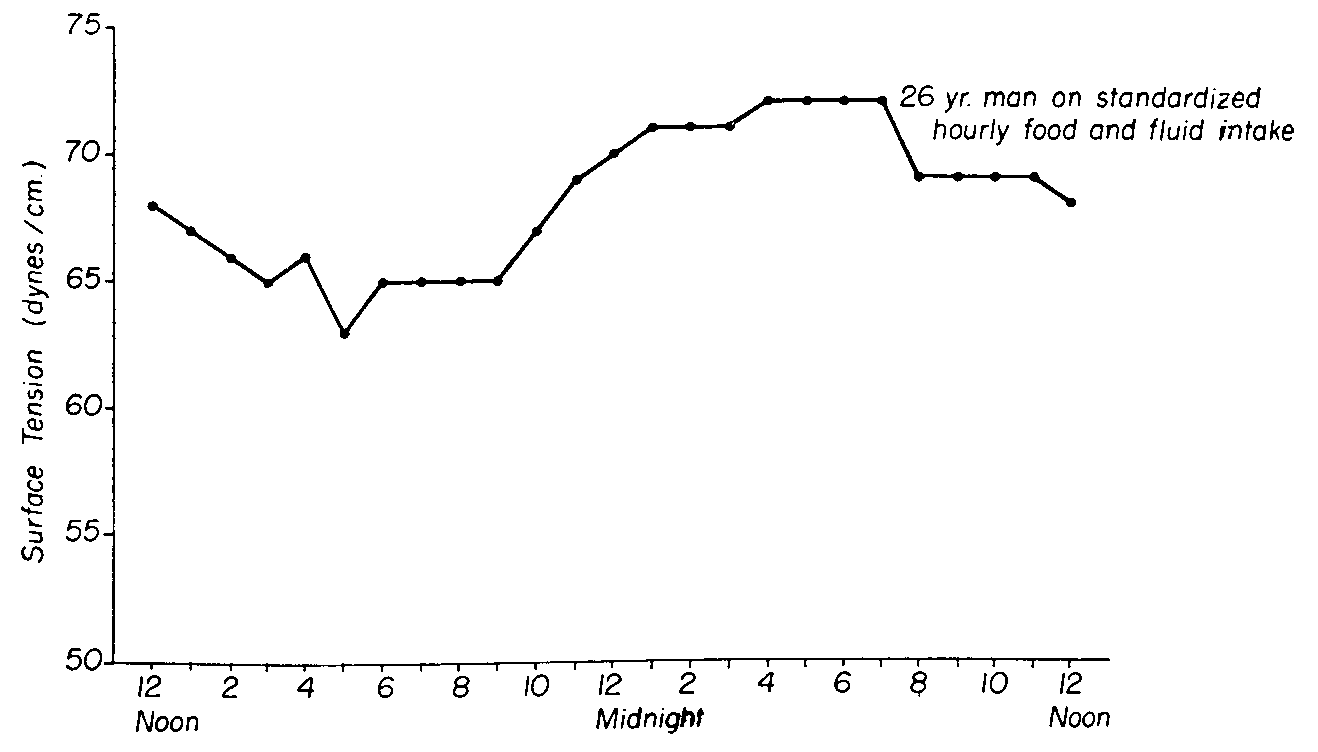 75
70
65
60
55
50
Surface Tension (dynes/cm.)
26 yr. man on standardized
hourly food and fluid intake
12 2 4 6 8 10 12 2 4 6 8 10 12
Noon Midnight Noon